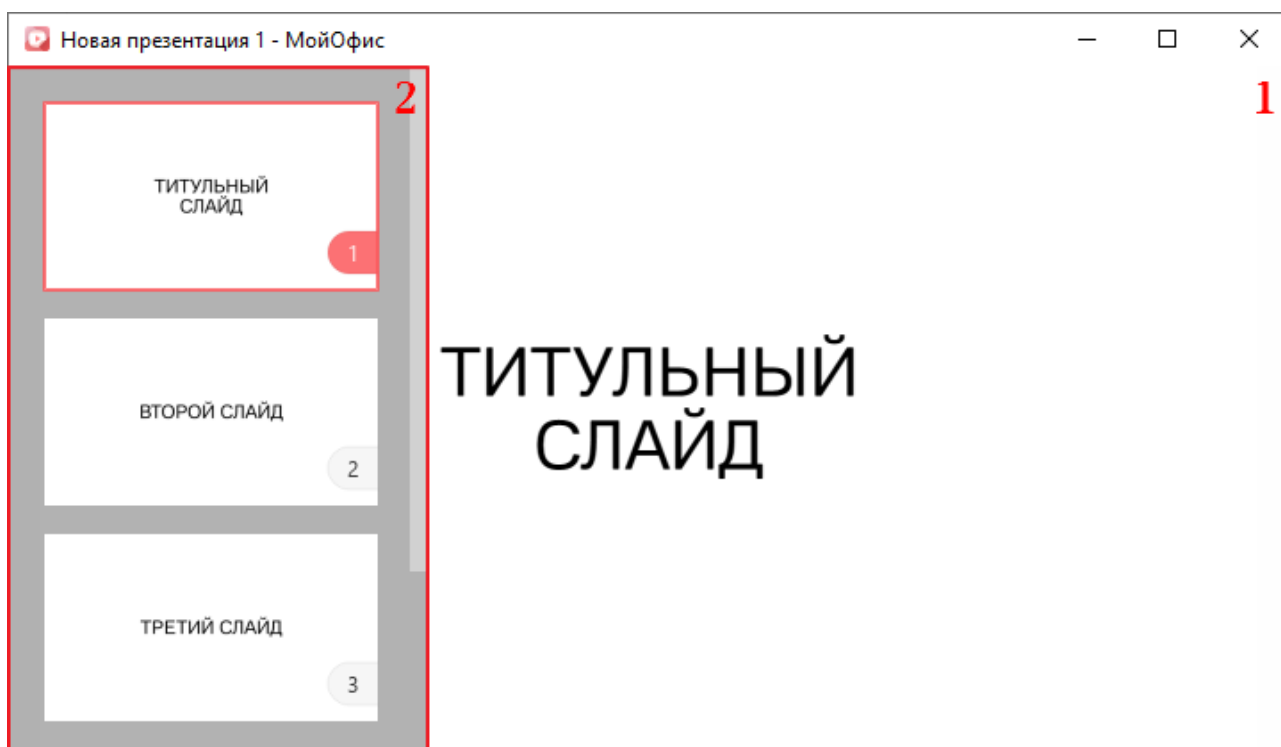 Новая презентация 1 - МойОфис
2
ТИТУЛЬНЫЙ
СЛАЙД
1
ВТОРОЙ СЛАЙД
2
ТРЕТИЙ СЛАЙД
3
1
ТИТУЛЬНЫЙ
СЛАЙД